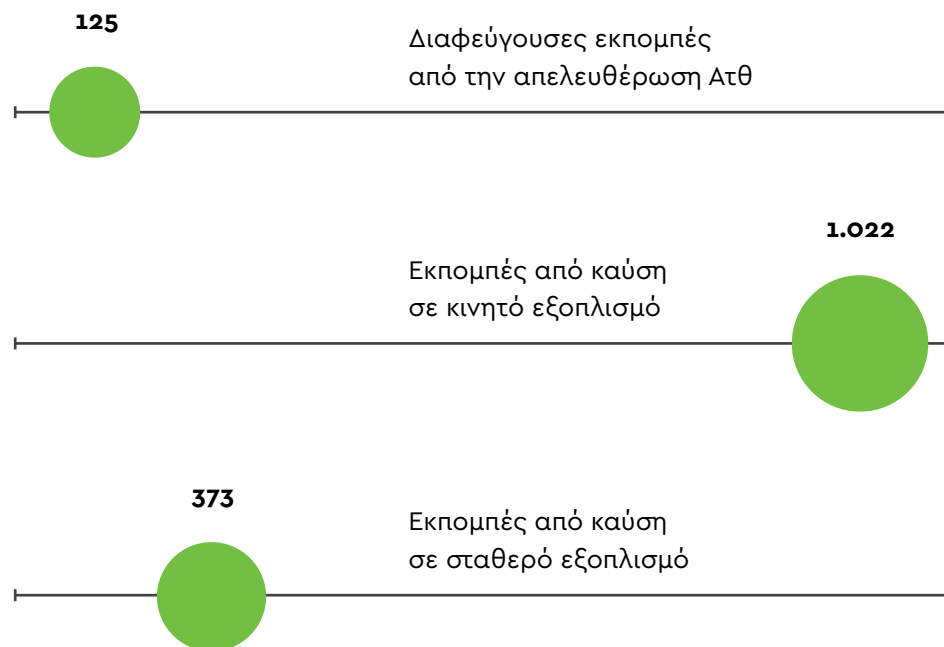 125
Διαφεύγουσες εκπομπές
από την απελευθέρωση Ατθ
1.022
Εκπομπές από καύση
σε κινητό εξοπλισμό
373
Εκπομπές από καύση
σε σταθερό εξοπλισμό